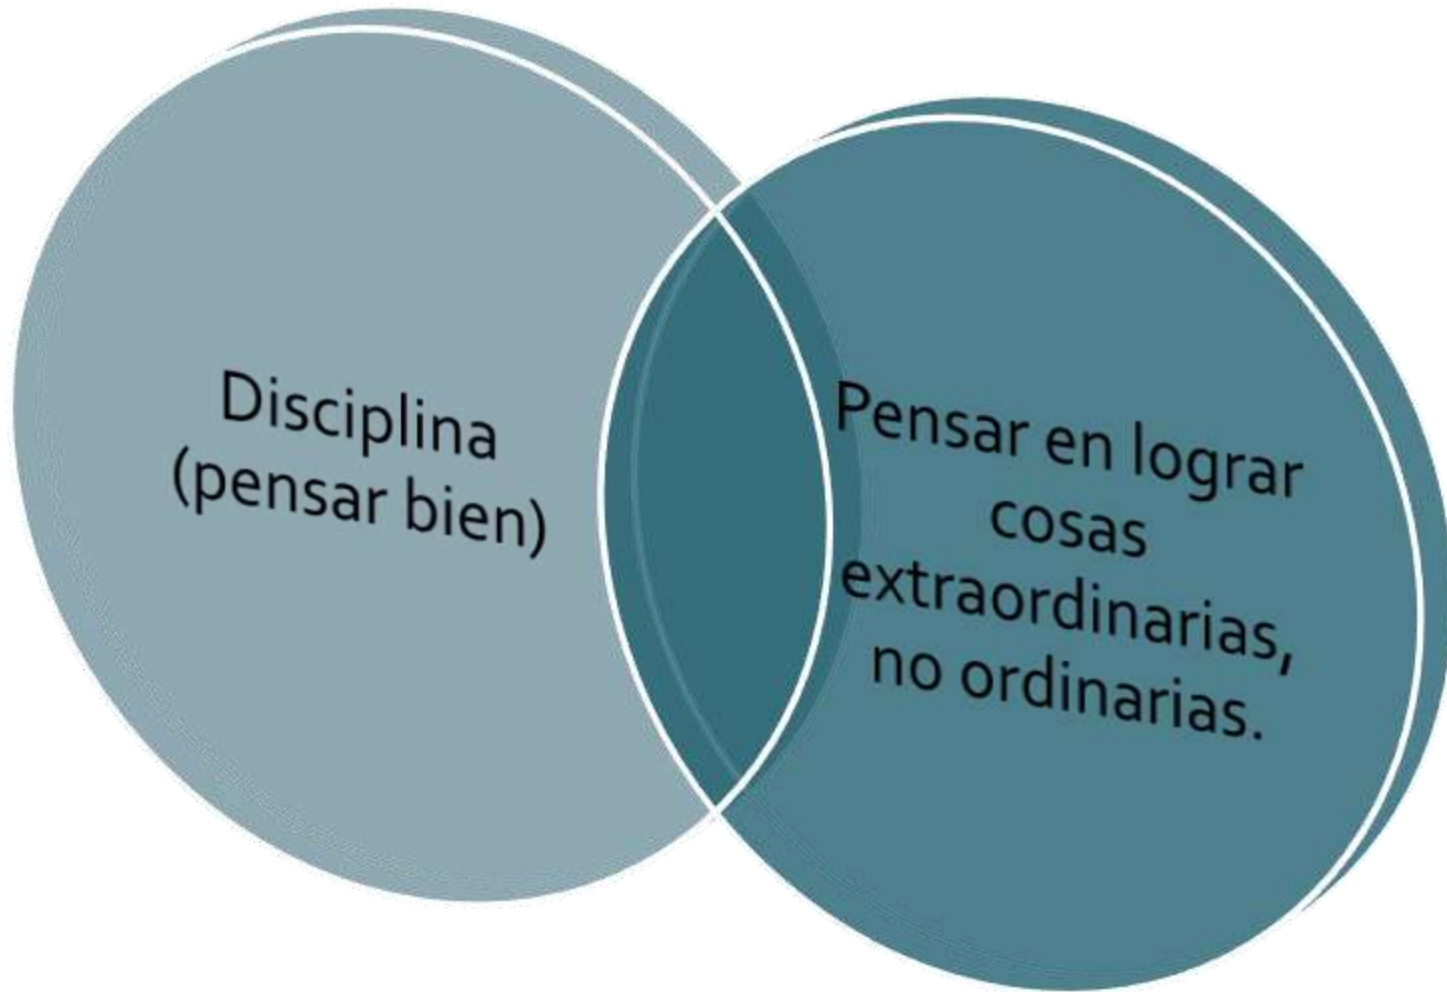 Disciplina
(pensar bien)
Pensar en lograr
cosas
extraordinarias,
no ordinarias.